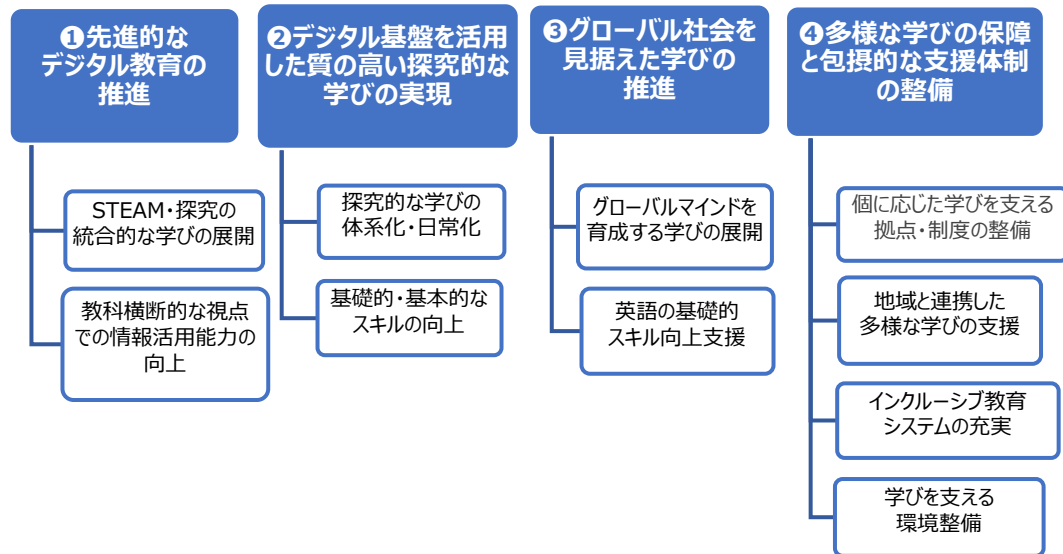 ❶先進的な
デジタル教育の
推進
STEAM・探究の
統合的な学びの展開
教科横断的な視点
での情報活用能力の
向上
❷デジタル基盤を活用
した質の高い探究的な
学びの実現
探究的な学びの
体系化・日常化
基礎的・基本的な
スキルの向上
❸グローバル社会を
見据えた学びの
推進
グローバルマインドを
育成する学びの展開
英語の基礎的
スキル向上支援
❹多様な学びの保障
と包摂的な支援体制
の整備
個に応じた学びを支える
拠点・制度の整備
地域と連携した
多様な学びの支援
インクルーシブ教育
システムの充実
学びを支える
環境整備